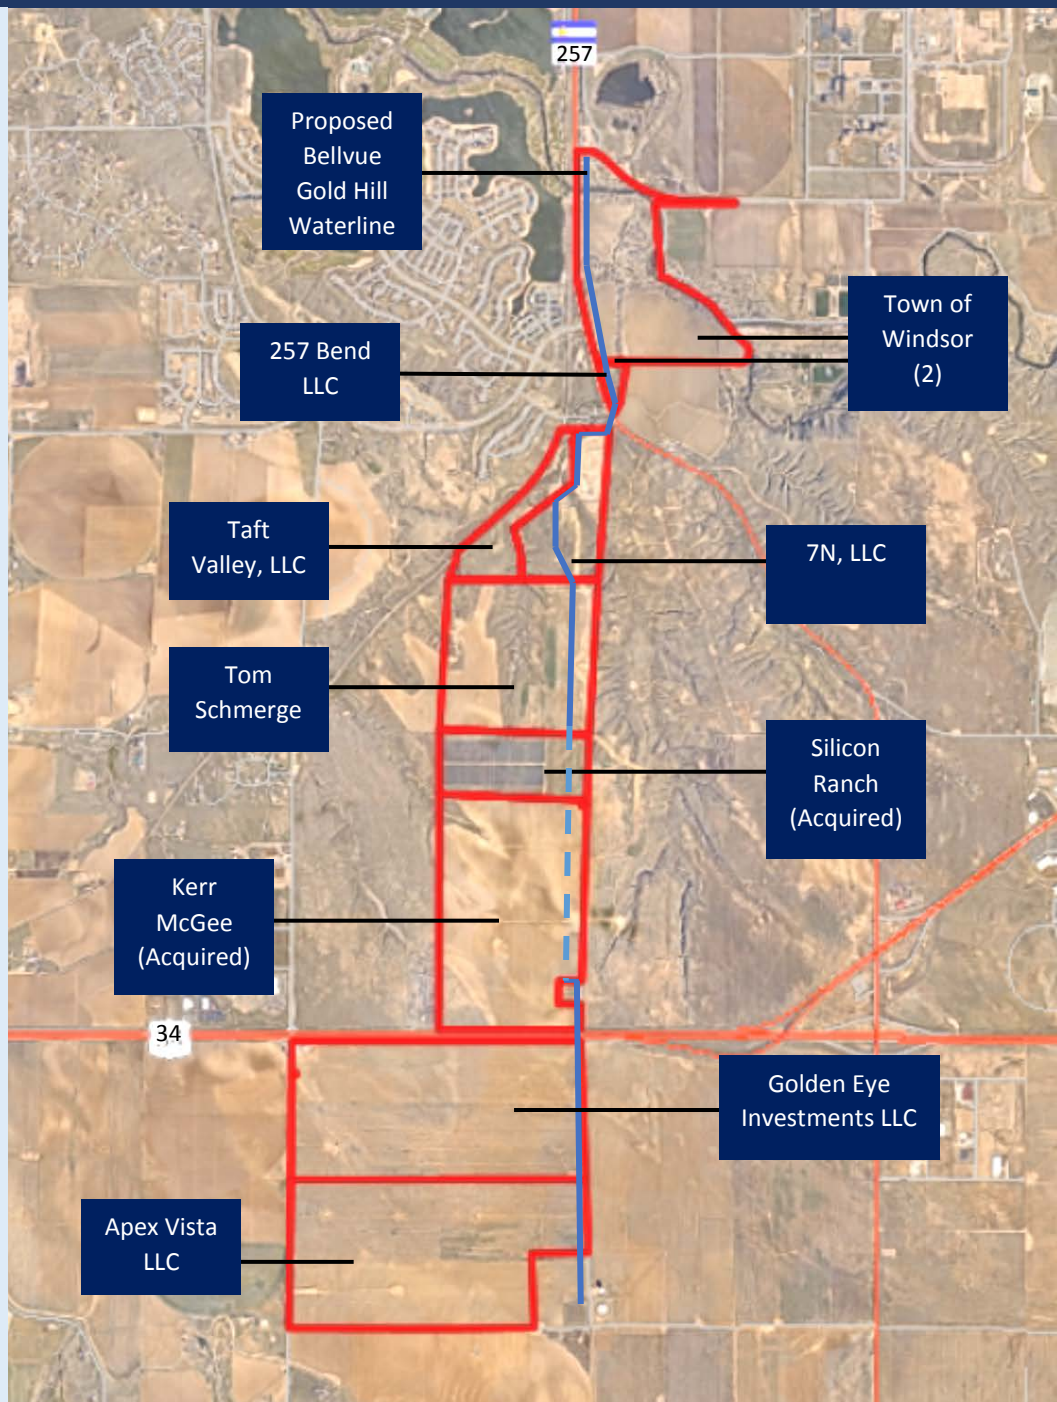 257
Proposed
Bellvue
Gold Hill
Waterline
Town of
Windsor
(2)
257 Bend
LLC
Taft
Valley, LLC
7N, LLC
Tom
Schmerge
Silicon
Ranch
(Acquired)
Kerr
McGee
(Acquired)
34
Golden Eye
Investments LLC
Apex Vista
LLC